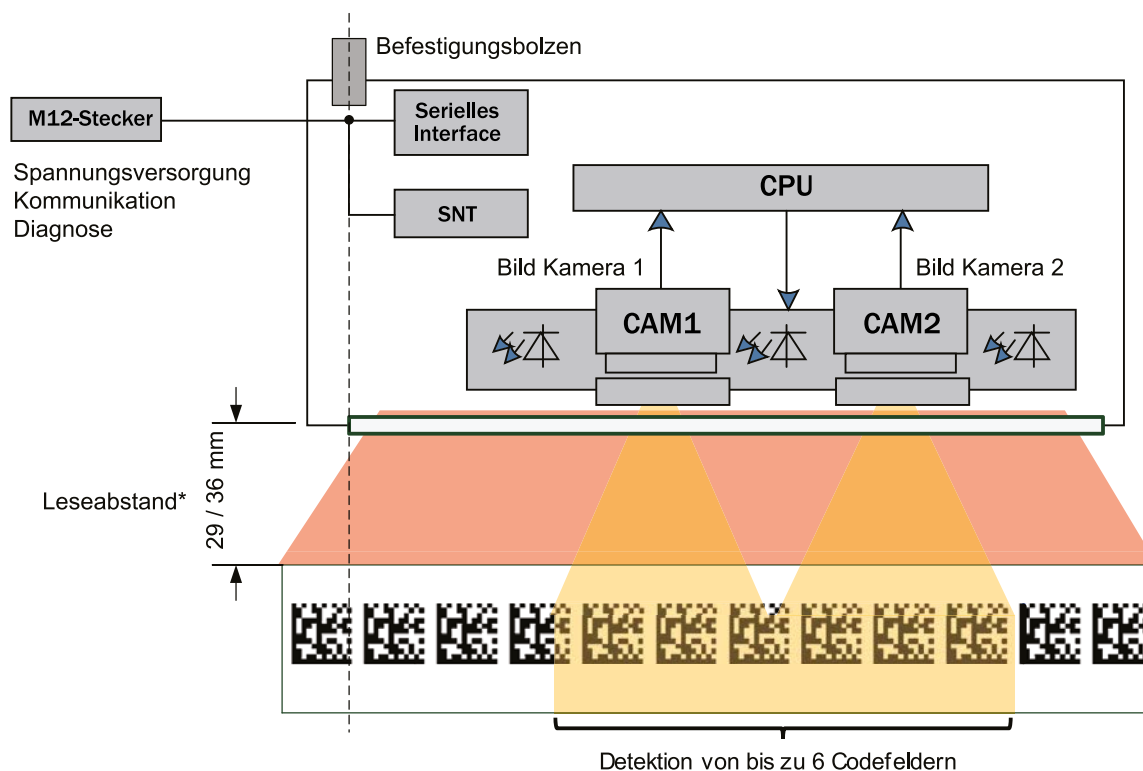 Befestigungsbolzen
M12-Stecker
Spannungsversorgung
Kommunikation
Diagnose
Serielles
Interface
SNT
CPU
Bild Kamera 1
Bild Kamera 2
CAM1
CAM2
Leseabstand*
29 / 36 mm
Detektion von bis zu 6 Codefeldern